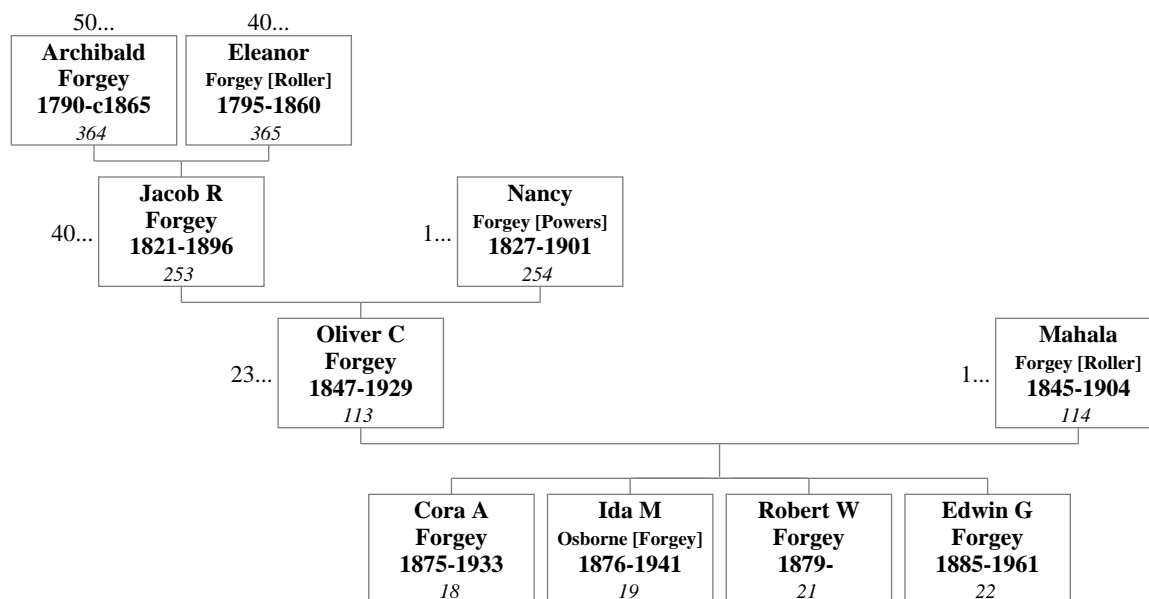 50...
40...
Archibald
Forgey
1790-c1865
364
Eleanor
Forgey [Roller]
1795-1860
365
40...
Jacob R
Forgey
1821-1896
253
1...
Nancy
Forgey [Powers]
1827-1901
254
23...
Oliver C
Forgey
1847-1929
113
1...
Mahala
Forgey [Roller]
1845-1904
114
Cora A
Forgey
1875-1933
18
Ida M
Osborne [Forgey]
1876-1941
19
Robert W
Forgey
1879-
21
Edwin G
Forgey
1885-1961
22